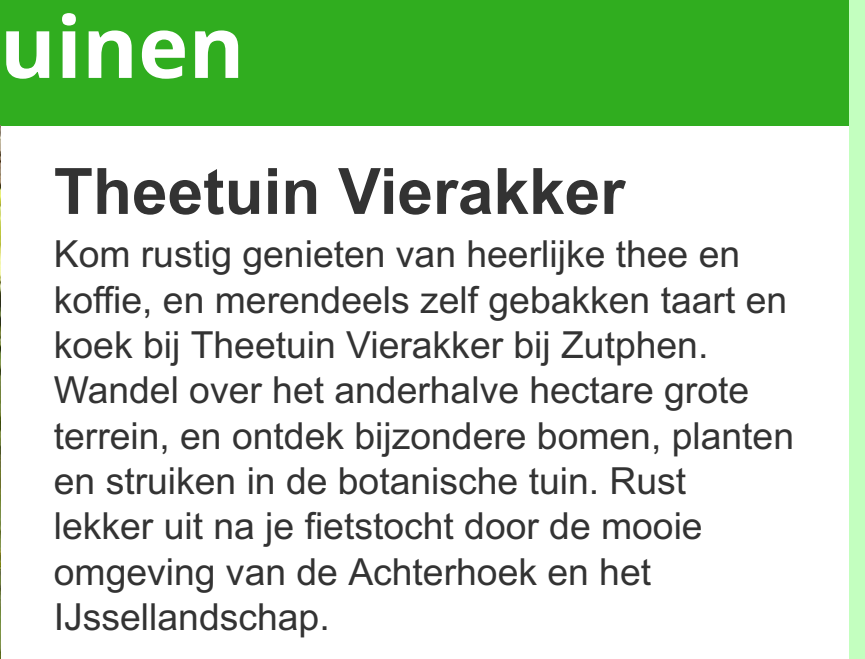 uinen
Theetuin Vierakker
Kom rustig genieten van heerlijke thee en
koffie, en merendeels zelf gebakken taart en
koek bij Theetuin Vierakker bij Zutphen.
Wandel over het anderhalve hectare grote
terrein, en ontdek bijzondere bomen, planten
en struiken in de botanische tuin. Rust
lekker uit na je fietstocht door de mooie
omgeving van de Achterhoek en het
IJssellandschap.